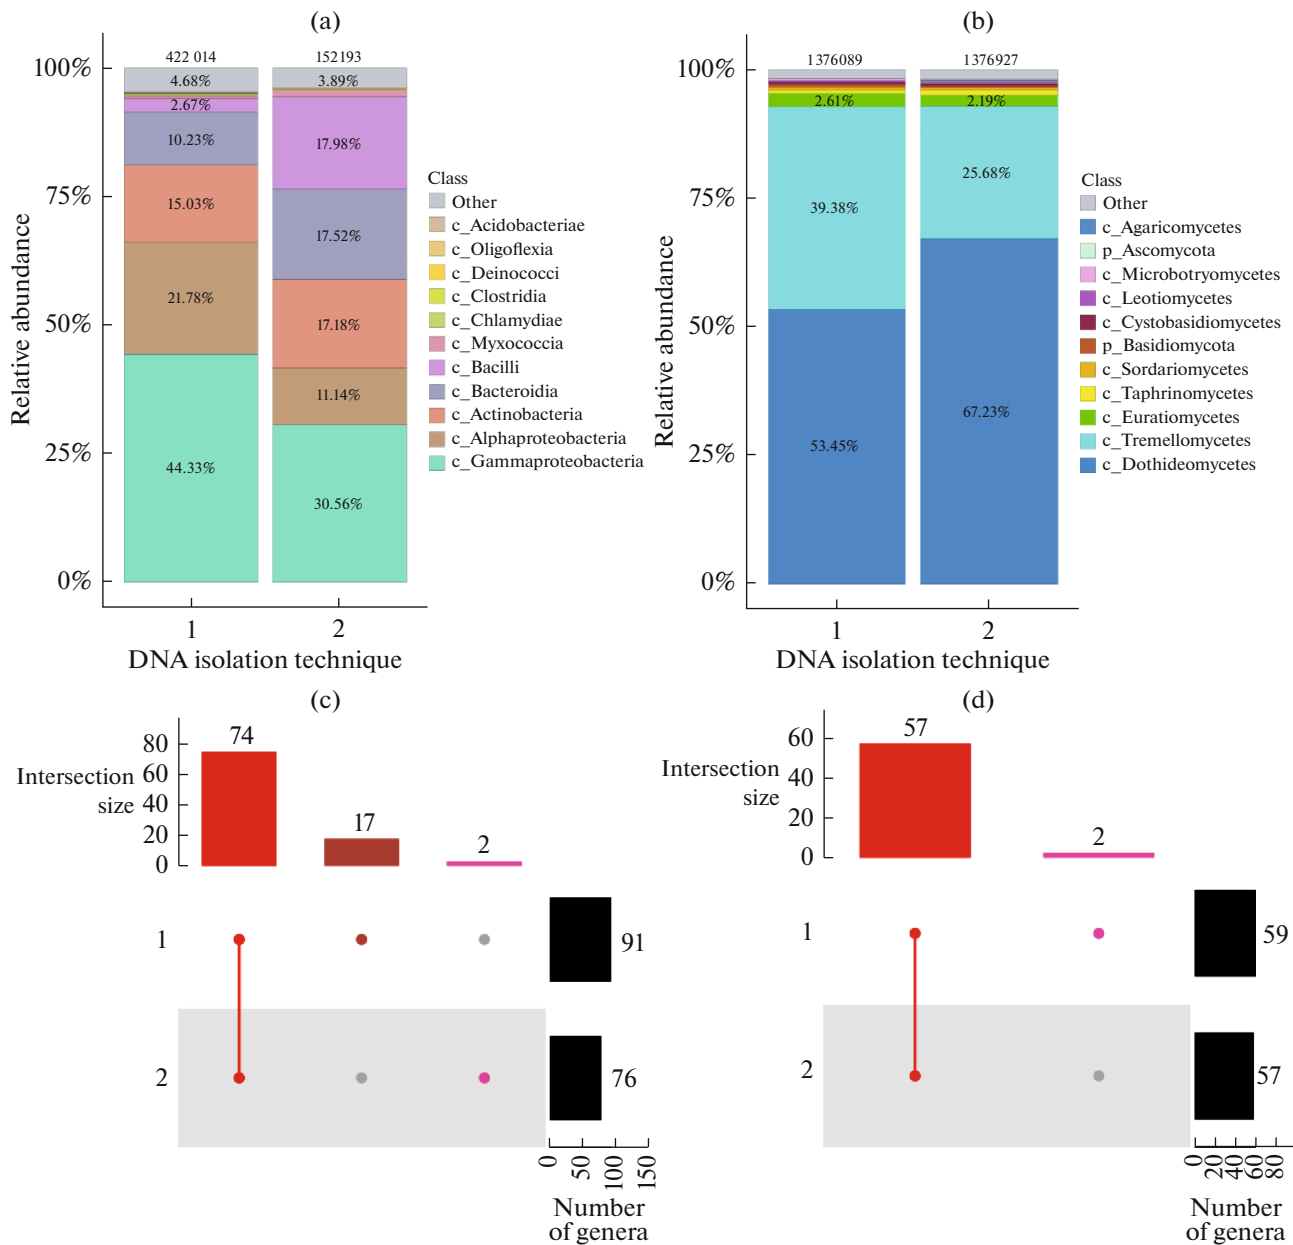 (a)
422 014
152193
100%
75%
50%
25%
0%
Relative abundance
4.68%
2.67%
10.23%
15.03%
21.78%
44.33%
3.89%
17.98%
17.52%
17.18%
11.14%
30.56%
1
2
DNA isolation technique
Class
Other
c_Acidobacteriae
c_Oligoflexia
c_Deinococci
c_Clostridia
c_Chlamydiae
c_Myxococcia
c_Bacilli
c_Bacteroidia
c_Actinobacteria
c_Alphaproteobacteria
c_Gammaproteobacteria
(b)
1376089
1376927
100%
75%
50%
25%
0%
Relative abundance
2.61%
39.38%
53.45%
2.19%
25.68%
67.23%
1
2
DNA isolation technique
Class
Other
c_Agaricomycetes
p_Ascomycota
c_Microbotryomycetes
c_Leotiomycetes
c_Cystobasidiomycetes
p_Basidiomycota
c_Sordariomycetes
c_Taphrinomycetes
c_Euratiomycetes
c_Tremellomycetes
c_Dothideomycetes
(c)
Intersection
size
80
60
40
20
0
74
17
2
1
2
91
76
0
50
100
150
Number
of genera
(d)
Intersection
size
60
40
20
0
57
2
1
2
59
57
0
20
40
60
80
Number
of genera